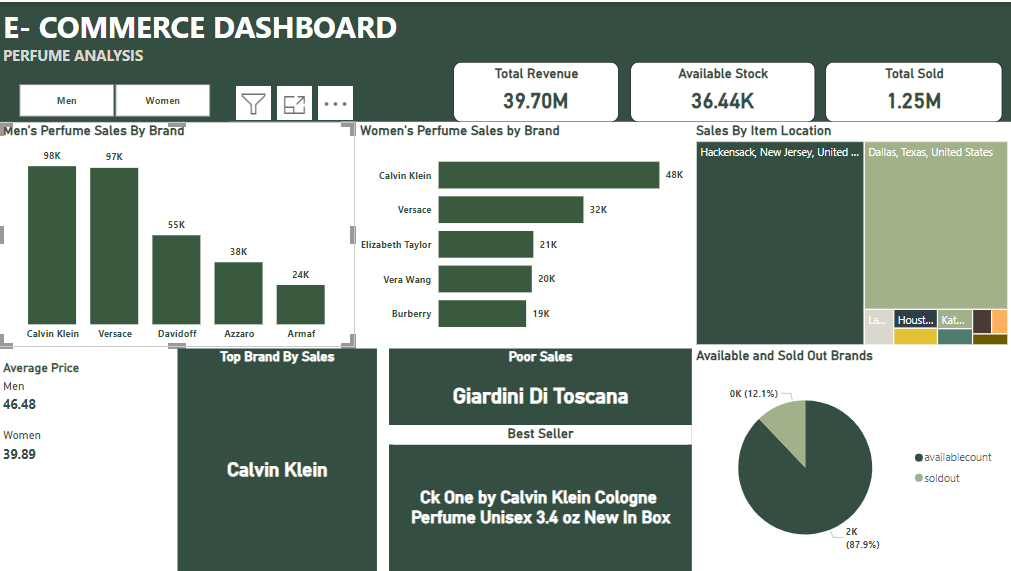 E- COMMERCE DASHBOARD
PERFUME ANALYSIS
Men
Women
Total Revenue
39.70M
Available Stock
36.44K
Total Sold
1.25M
Men's Perfume Sales By Brand
98K
97K
55K
38K
24K
Calvin Klein
Versace
Davidoff
Azzaro
Armaf
Women's Perfume Sales by Brand
Calvin Klein
48K
Versace
32K
Elizabeth Taylor
21K
Vera Wang
20K
Burberry
19K
Sales By Item Location
Hackensack, New Jersey, United ...
Dallas, Texas, United States
La...
Houst...
Kat...
Average Price
Men
46.48
Women
39.89
Top Brand By Sales
Calvin Klein
Poor Sales
Giardini Di Toscana
Best Seller
Ck One by Calvin Klein Cologne
Perfume Unisex 3.4 oz New In Box
Available and Sold Out Brands
0K (12.1%)
2K
(87.9%)
availablecount
soldout